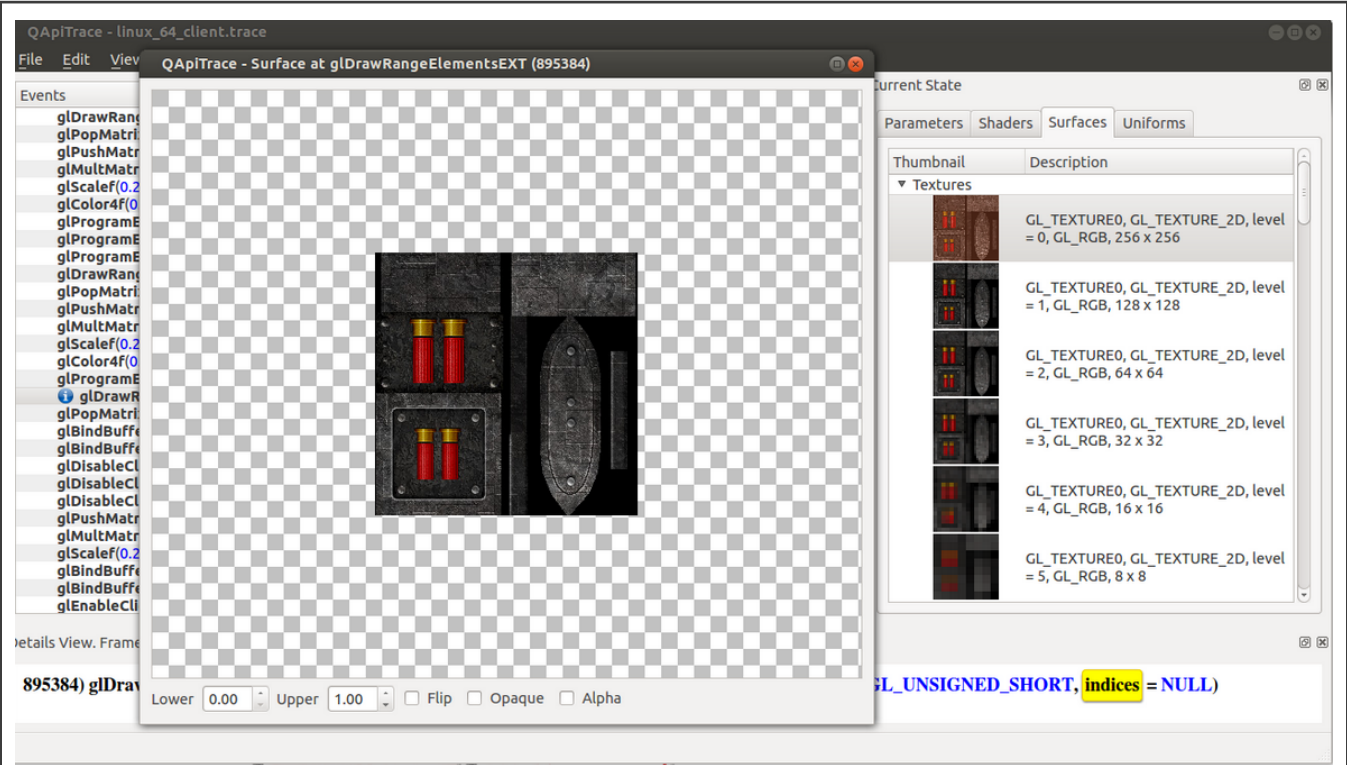 QApiTrace - linux_64_client.trace
File Edit View
QApiTrace - Surface at glDrawRangeElementsEXT (895384)
Events
glDrawRang
glPopMatri
glPushMatr
glMultMatr
glScalef(0.2
glColor4f(0
glProgramE
glProgramE
glProgramE
glDrawRang
glPopMatri
glPushMatr
glMultMatr
glScalef(0.2
glColor4f(0
glProgramE
glDrawR
glPopMatri
glBindBuffe
glBindBuffe
glDisableCl
glDisableCl
glDisableCl
glPushMatr
glMultMatr
glScalef(0.2
glBindBuffe
glBindBuffe
glEnableCli
Lower 0.00 Upper 1.00 Flip Opaque Alpha
Current State
Parameters Shaders Surfaces Uniforms
Thumbnail Description
Textures
GL_TEXTURE0, GL_TEXTURE_2D, level
= 0, GL_RGB, 256 x 256
GL_TEXTURE0, GL_TEXTURE_2D, level
= 1, GL_RGB, 128 x 128
GL_TEXTURE0, GL_TEXTURE_2D, level
= 2, GL_RGB, 64 x 64
GL_TEXTURE0, GL_TEXTURE_2D, level
= 3, GL_RGB, 32 x 32
GL_TEXTURE0, GL_TEXTURE_2D, level
= 4, GL_RGB, 16 x 16
GL_TEXTURE0, GL_TEXTURE_2D, level
= 5, GL_RGB, 8 x 8
Details View. Frame
895384) glDraw GL_UNSIGNED_SHORT, indices = NULL)